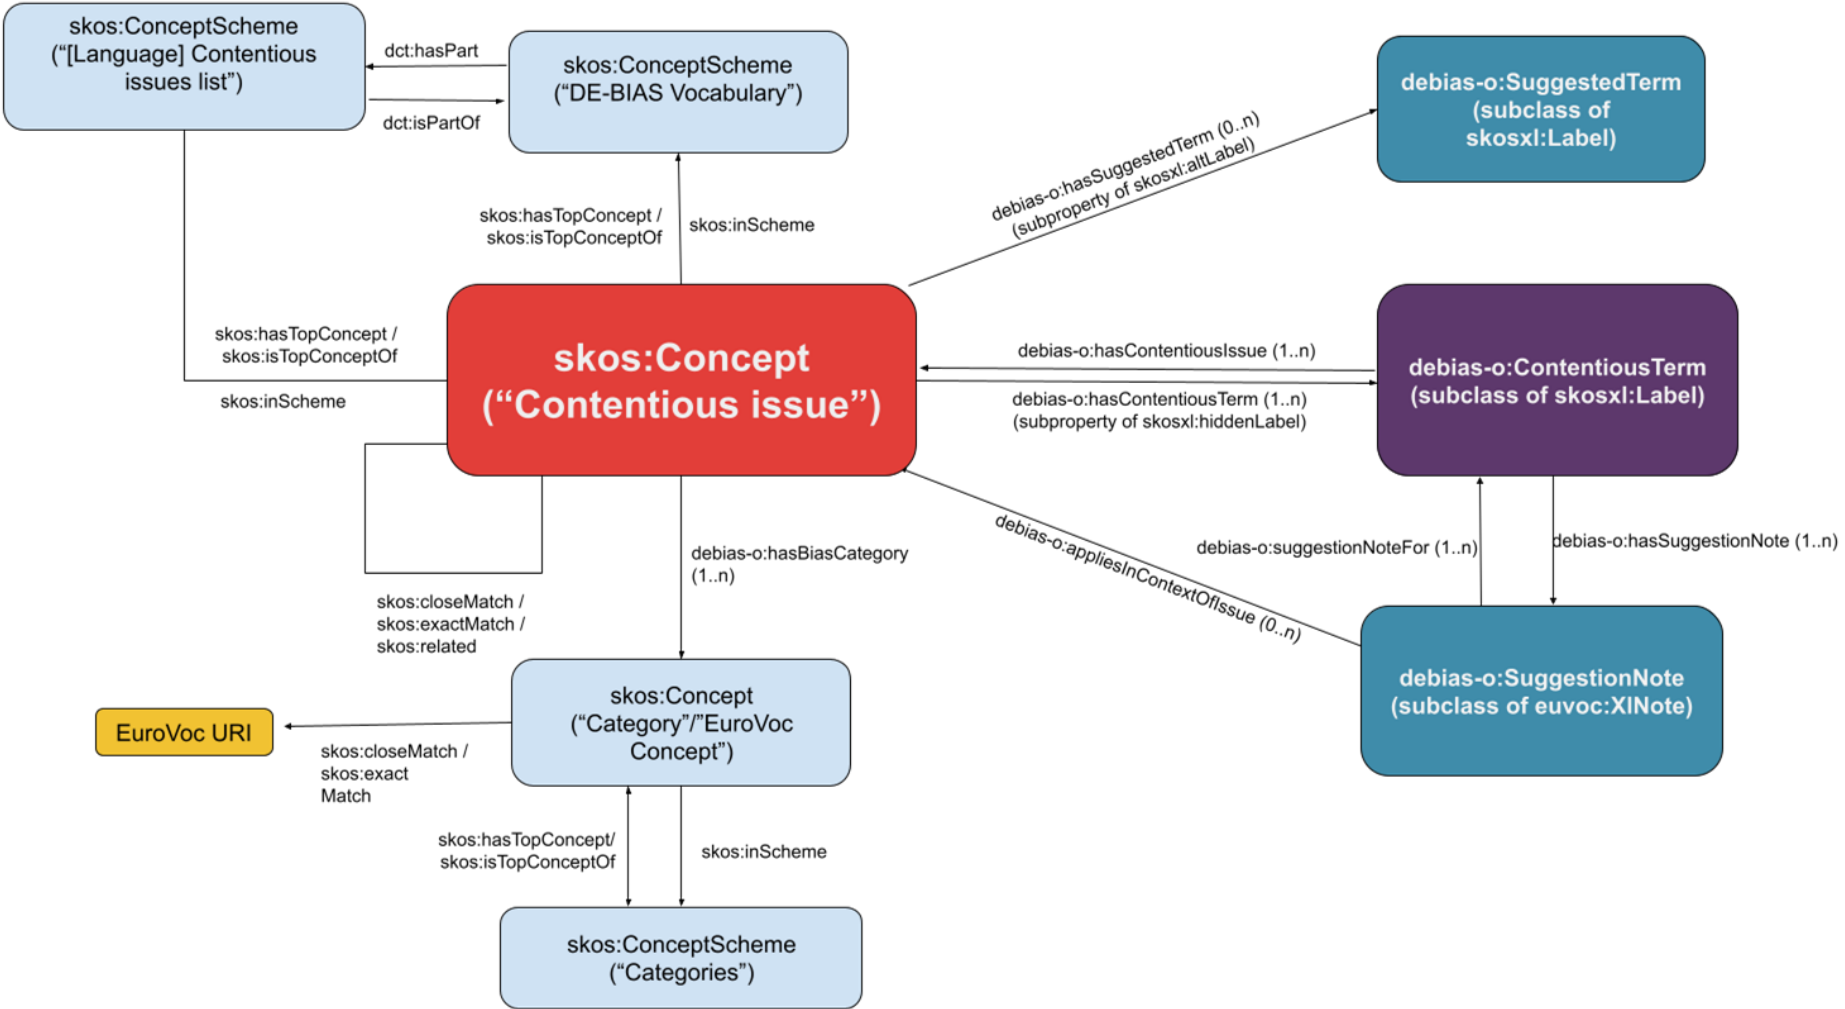 skos:ConceptScheme
(“[Language] Contentious
issues list”)
dct:hasPart
dct:isPartOf
skos:ConceptScheme
(“DE-BIAS Vocabulary”)
debias-o:SuggestedTerm
(subclass of
skosxl:Label)
debias-o:hasSuggestedTerm (0..n)
(subproperty of skosxl:altLabel)
skos:hasTopConcept /
skos:isTopConceptOf
skos:inScheme
skos:hasTopConcept /
skos:isTopConceptOf
skos:inScheme
skos:Concept
(“Contentious issue”)
debias-o:hasContentiousIssue (1..n)
debias-o:hasContentiousTerm (1..n)
(subproperty of skosxl:hiddenLabel)
debias-o:ContentiousTerm
(subclass of skosxl:Label)
debias-o:appliesInContextOfIssue (0..n)
debias-o:suggestionNoteFor (1..n)
debias-o:hasSuggestionNote (1..n)
debias-o:hasBiasCategory
(1..n)
skos:closeMatch /
skos:exactMatch /
skos:related
debias-o:SuggestionNote
(subclass of euvoc:XlNote)
skos:Concept
(“Category”/”EuroVoc
Concept”)
EuroVoc URI
skos:closeMatch /
skos:exact
Match
skos:hasTopConcept/
skos:isTopConceptOf
skos:inScheme
skos:ConceptScheme
(“Categories”)